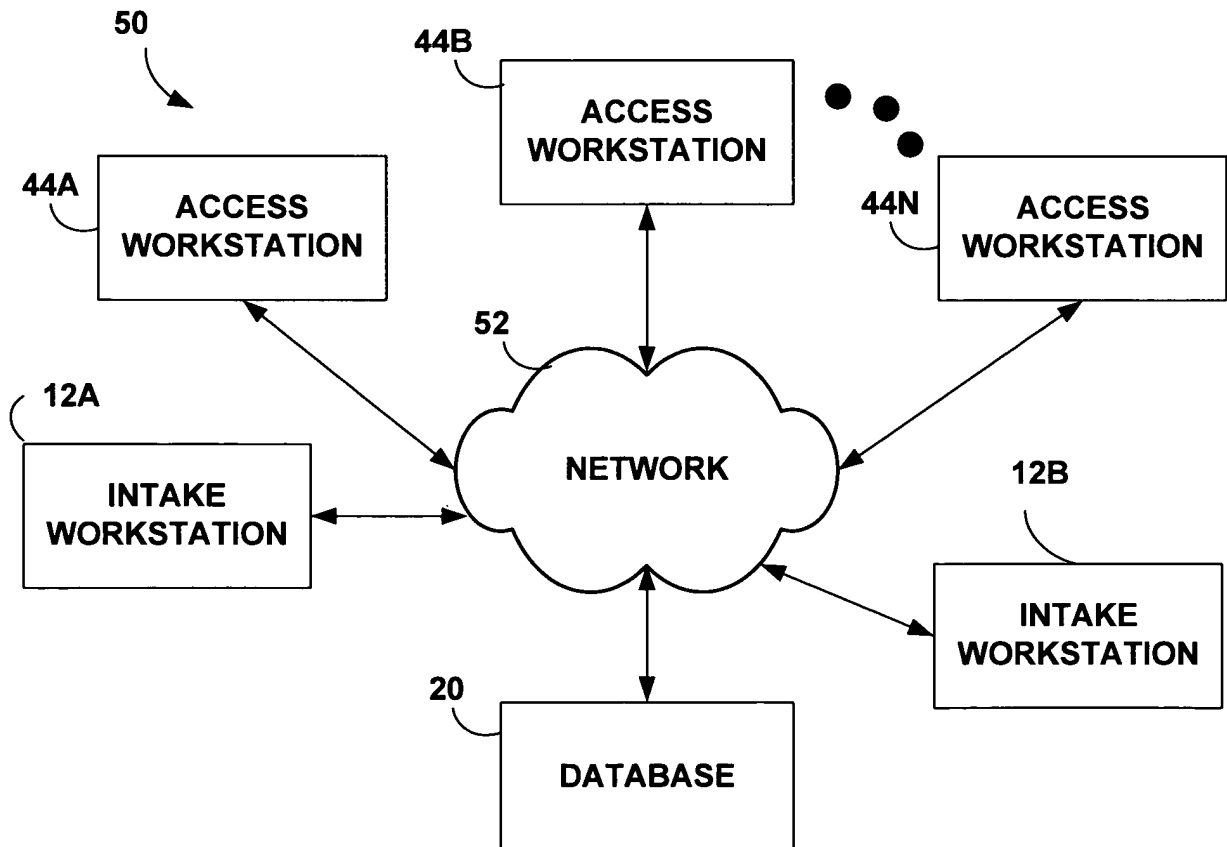 50
44B
ACCESS
WORKSTATION
44A
ACCESS
WORKSTATION
44N
ACCESS
WORKSTATION
52
12A
INTAKE
WORKSTATION
NETWORK
12B
INTAKE
WORKSTATION
20
DATABASE